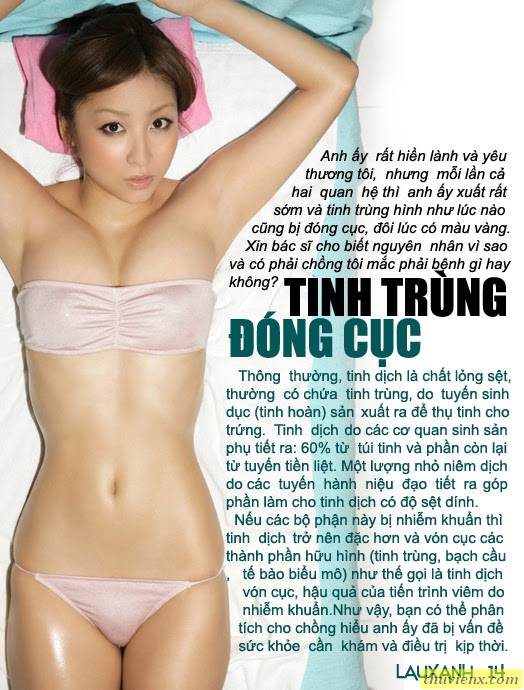 Anh ấy rất hiền lành và yêu
thương tôi, nhưng mỗi lần cả
hai quan hệ thì anh ấy xuất rất
sớm và tinh trùng hình như lúc nào
cũng bị đóng cục, đôi lúc có màu vàng.
Xin bác sĩ cho biết nguyên nhân vì sao
và có phải chồng tôi mắc phải bệnh gì hay
không?
TINH TRÙNG
ĐÓNG CỤC
Thông thường, tinh dịch là chất lỏng sệt,
thường có chứa tinh trùng, do tuyến sinh
dục (tinh hoàn) sản xuất ra để thụ tinh cho
trứng. Tinh dịch do các cơ quan sinh sản
phụ tiết ra: 60% từ túi tinh và phần còn lại
từ tuyến tiền liệt. Một lượng nhỏ niêm dịch
do các tuyến hành niệu đạo tiết ra góp
phần làm cho tinh dịch có độ sệt dính.
Nếu các bộ phận này bị nhiễm khuẩn thì
tinh dịch trở nên đặc hơn và vón cục các
thành phần hữu hình (tinh trùng, bạch cầu
, tế bào biểu mô) như thế gọi là tinh dịch
vón cục, hậu quả của tiến trình viêm do
nhiễm khuẩn.Như vậy, bạn có thể phân
tích cho chồng hiểu anh ấy đã bị vấn đề
sức khỏe cần khám và điều trị kịp thời.
LAUXANH 14
thuvienx.com